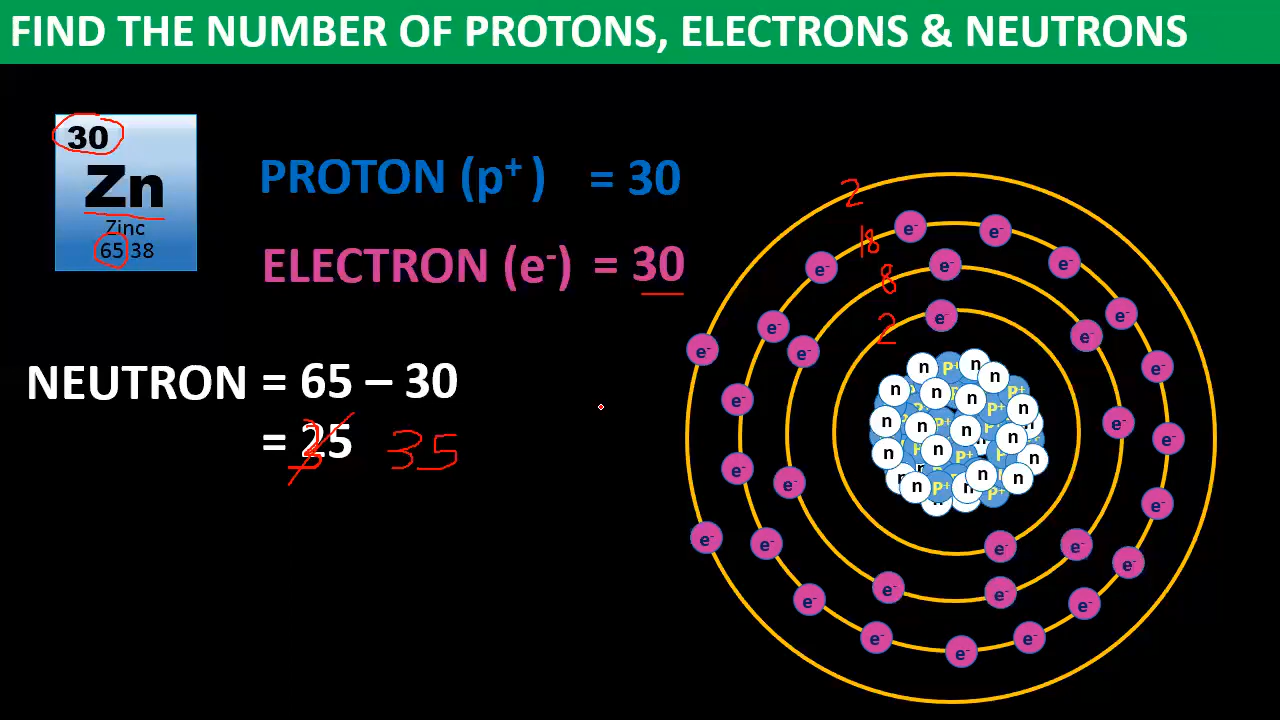 FIND THE NUMBER OF PROTONS, ELECTRONS & NEUTRONS
30
Zn
Zinc
65.38
PROTON (p⁺ ) = 30
ELECTRON (e⁻) = 30
NEUTRON = 65 – 30
= 25 35
2
18
8
2
e⁻ e⁻
e⁻ e⁻ e⁻
e⁻ e⁻
e⁻ e⁻
e⁻ e⁻ e⁻
e⁻ e⁻
e⁻ e⁻
e⁻ e⁻ e⁻
e⁻ e⁻ e⁻ e⁻
e⁻ e⁻ e⁻
e⁻ e⁻
e⁻ e⁻
n P⁺ n n
n n n P⁺ n
n n P⁺ n P⁺ n
n n P⁺ n
n n P⁺ n n